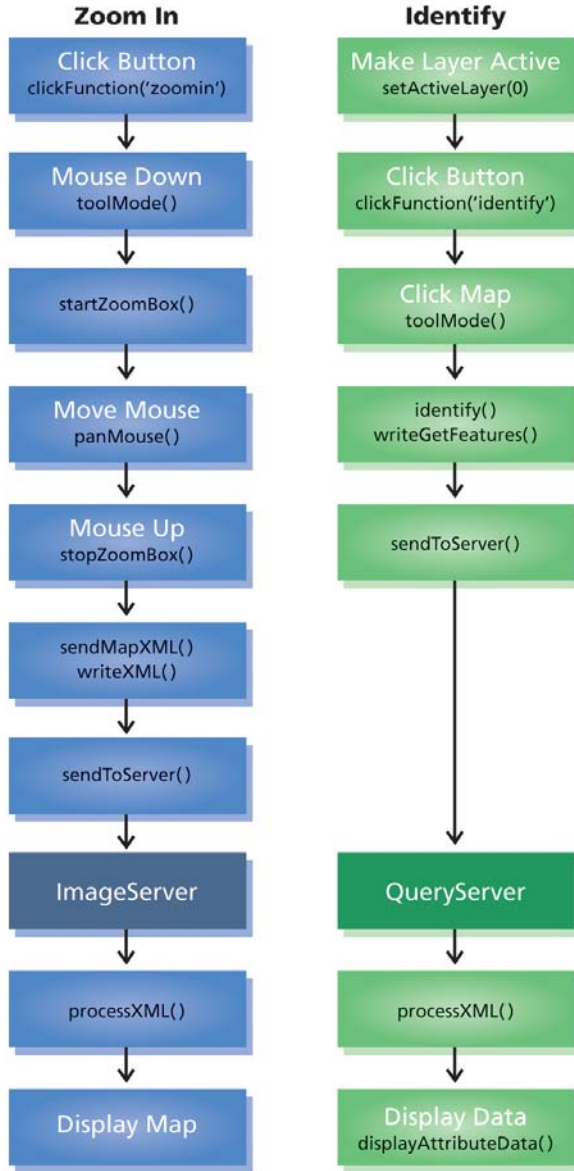 Zoom In
Click Button
clickFunction(‘zoomin’)
Mouse Down
toolMode()
startZoomBox()
Move Mouse
panMouse()
Mouse Up
stopZoomBox()
sendMapXML()
writeXML()
sendToServer()
ImageServer
processXML()
Display Map
Identify
Make Layer Active
setActiveLayer(0)
Click Button
clickFunction(‘identify’)
Click Map
toolMode()
identify()
writeGetFeatures()
sendToServer()
QueryServer
processXML()
Display Data
displayAttributeData()